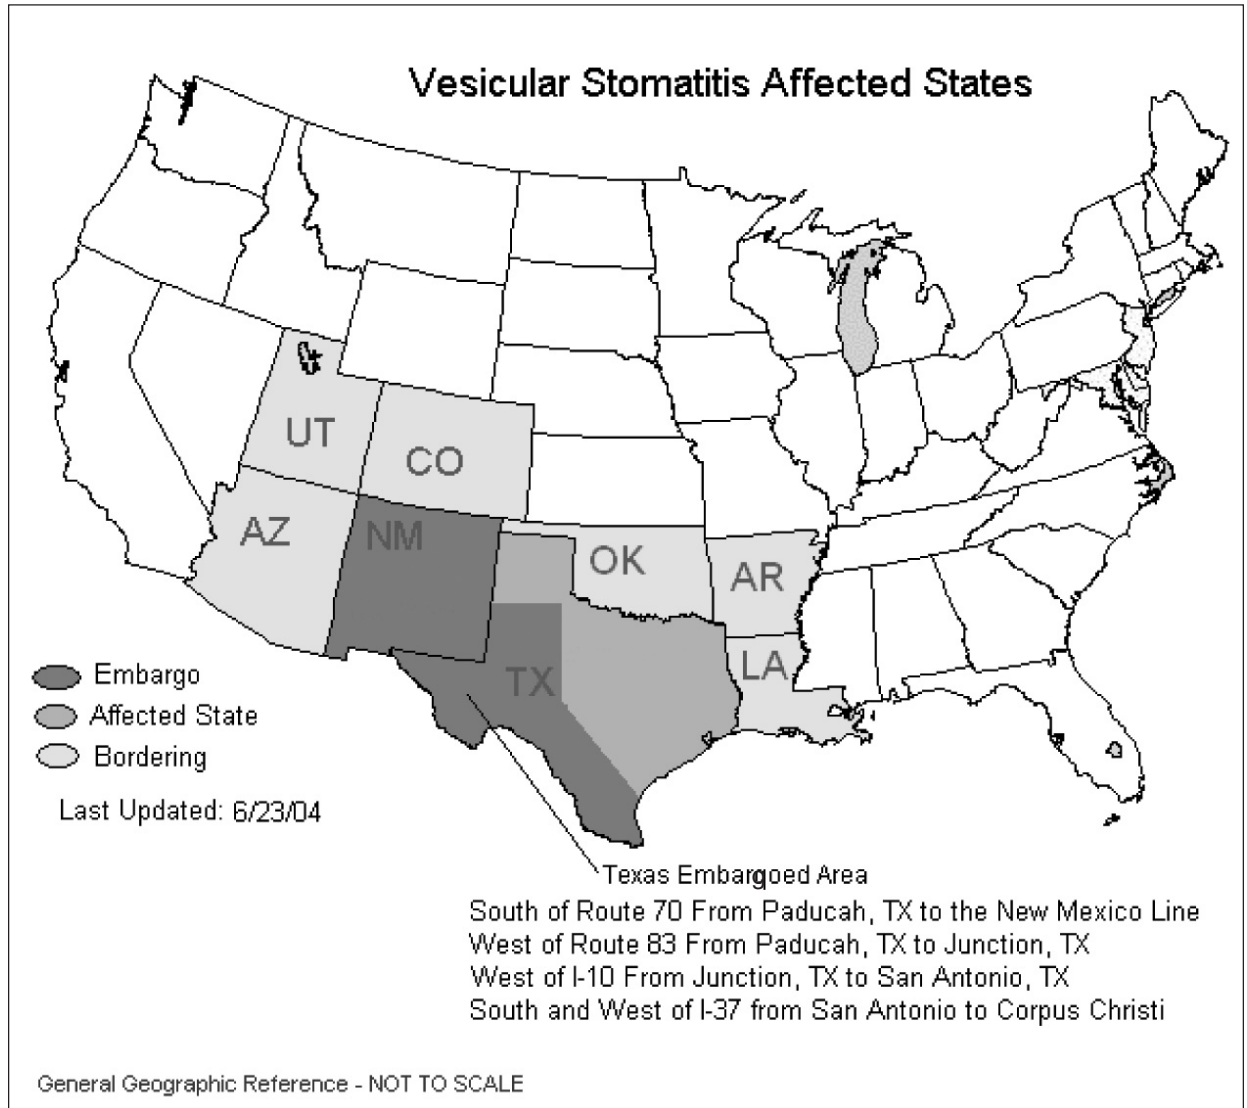 Vesicular Stomatitis Affected States
UT
CO
AZ
NM
OK
AR
TX
LA
Embargo
Affected State
Bordering
Last Updated: 6/23/04
Texas Embargoed Area
South of Route 70 From Paducah, TX to the New Mexico Line
West of Route 83 From Paducah, TX to Junction, TX
West of I-10 From Junction, TX to San Antonio, TX
South and West of I-37 from San Antonio to Corpus Christi
General Geographic Reference - NOT TO SCALE